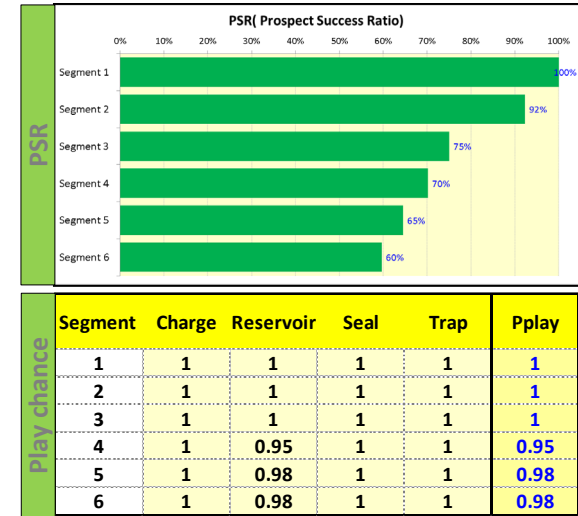 PSR( Prospect Success Ratio)
0% 10% 20% 30% 40% 50% 60% 70% 80% 90% 100%
PSR
Segment 1 100%
Segment 2 92%
Segment 3 75%
Segment 4 70%
Segment 5 65%
Segment 6 60%
Play chance
Segment Charge Reservoir Seal Trap Pplay
1 1 1 1 1 1
2 1 1 1 1 1
3 1 1 1 1 1
4 1 0.95 1 1 0.95
5 1 0.98 1 1 0.98
6 1 0.98 1 1 0.98